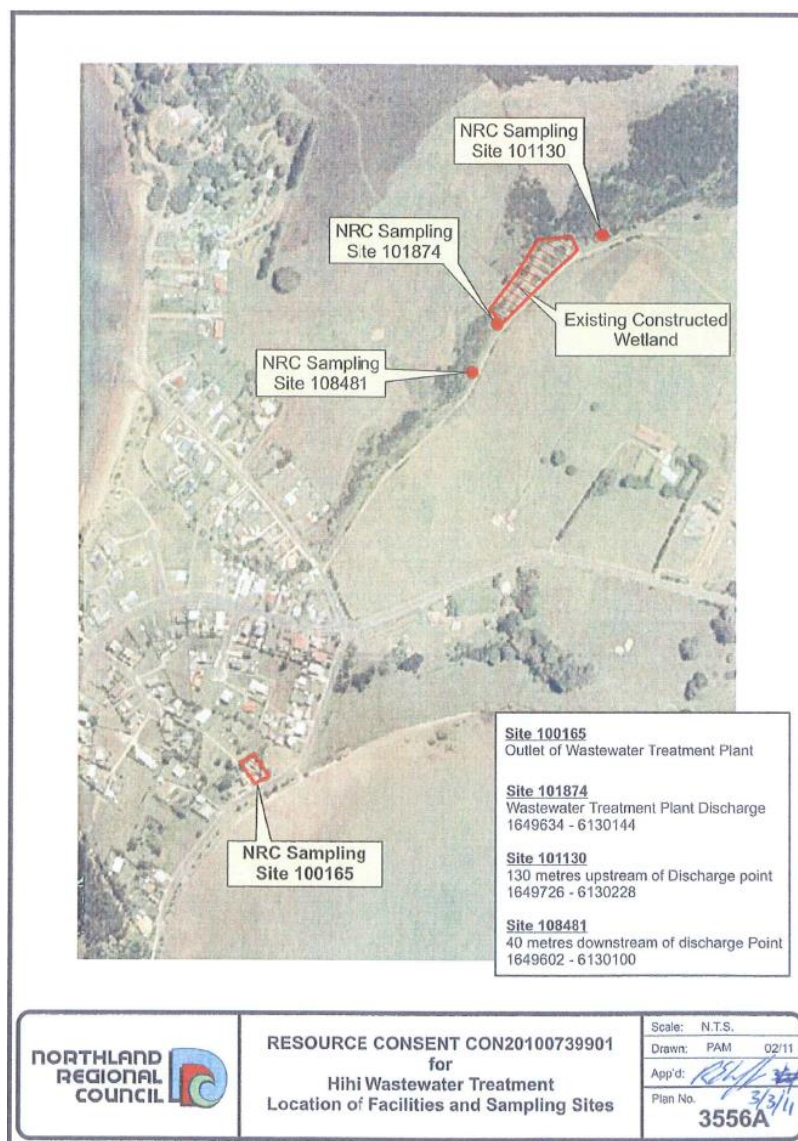 NRC Sampling
Site 101130
NRC Sampling
Site 101874
Existing Constructed
Wetland
NRC Sampling
Site 108481
NRC Sampling
Site 100165
Site 100165
Outlet of Wastewater Treatment Plant
Site 101874
Wastewater Treatment Plant Discharge
1649634 - 6130144
Site 101130
130 metres upstream of Discharge point
1649726 - 6130228
Site 108481
40 metres downstream of discharge Point
1649602 - 6130100
NORTHLAND
REGIONAL
COUNCIL
RESOURCE CONSENT CON20100739901
for
Hihi Wastewater Treatment
Location of Facilities and Sampling Sites
Scale: N.T.S.
Drawn: PAM 02/11
App'd:
3/3/11
Plan No.
3556A